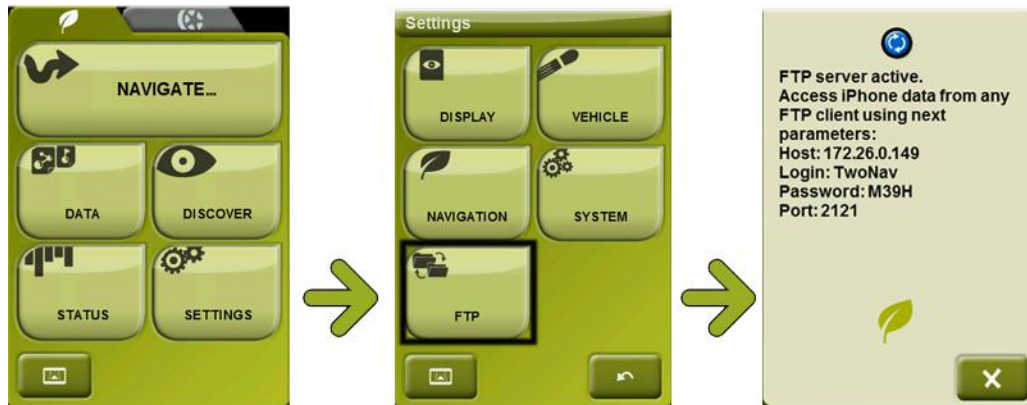 NAVIGATE...
DATA
DISCOVER
STATUS
SETTINGS
Settings
DISPLAY
VEHICLE
NAVIGATION
SYSTEM
FTP
FTP server active.
Access iPhone data from any
FTP client using next
parameters:
Host: 172.26.0.149
Login: TwoNav
Password: M39H
Port: 2121